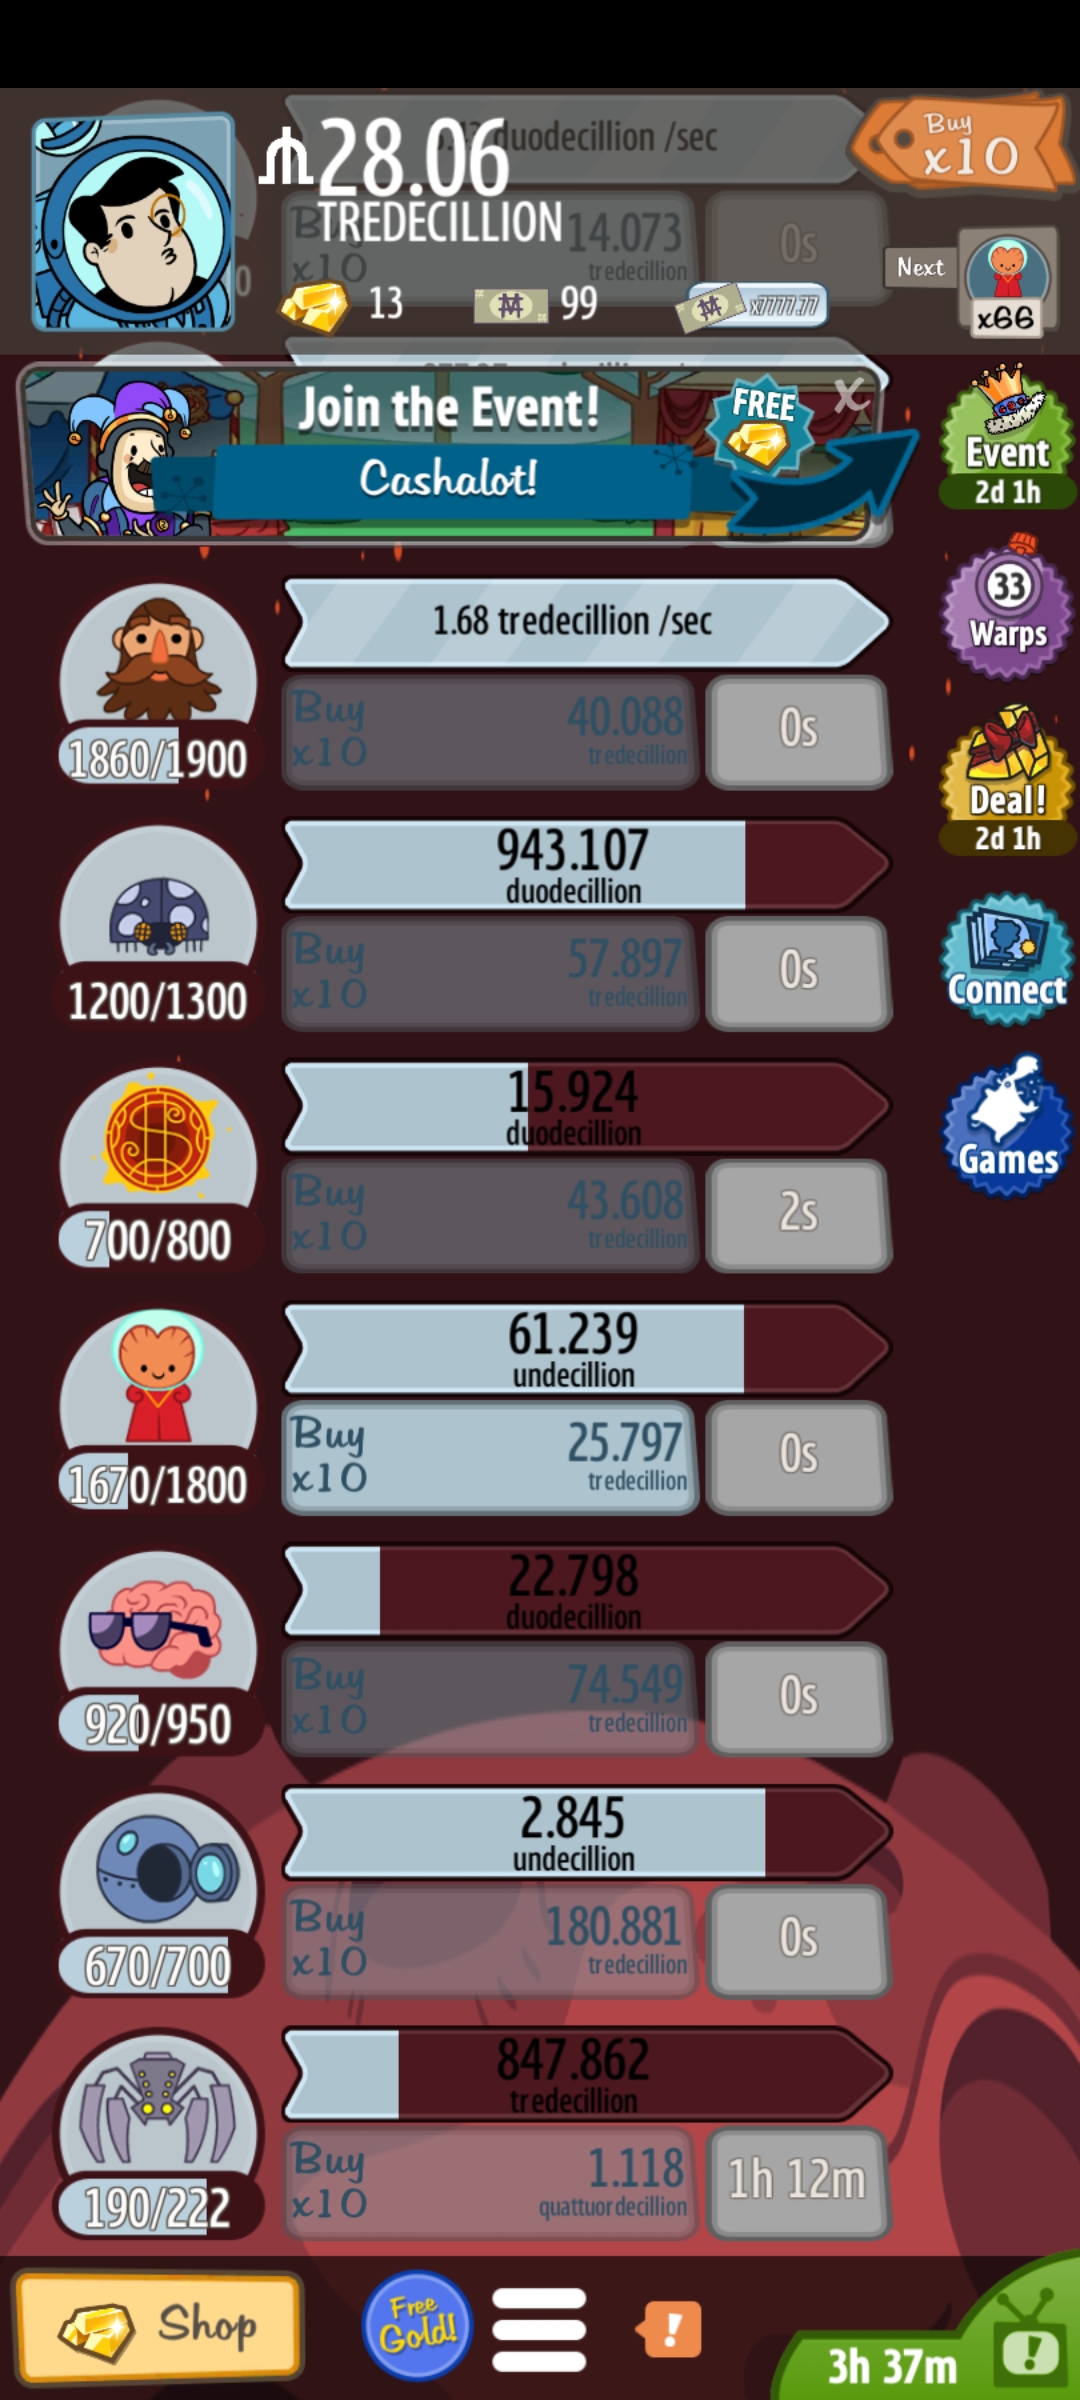 duodecillion /sec
₼28.06
TREDECILLION
Buy
x10
14.073
tredecillion
0s
Buy
x10
13
99
x7777.77
Next
x66
Join the Event!
FREE
X
Cashalot!
Event
2d 1h
33
Warps
Deal!
2d 1h
Connect
Games
1.68 tredecillion /sec
Buy
x10
40.088
tredecillion
0s
1860/1900
943.107
duodecillion
Buy
x10
57.897
tredecillion
0s
1200/1300
15.924
duodecillion
Buy
x10
43.608
tredecillion
2s
700/800
61.239
undecillion
Buy
x10
25.797
tredecillion
0s
1670/1800
22.798
duodecillion
Buy
x10
74.549
tredecillion
0s
920/950
2.845
undecillion
Buy
x10
180.881
tredecillion
0s
670/700
847.862
tredecillion
Buy
x10
1.118
quattuordecillion
1h 12m
190/222
Shop
Free
Gold!
!
3h 37m
!